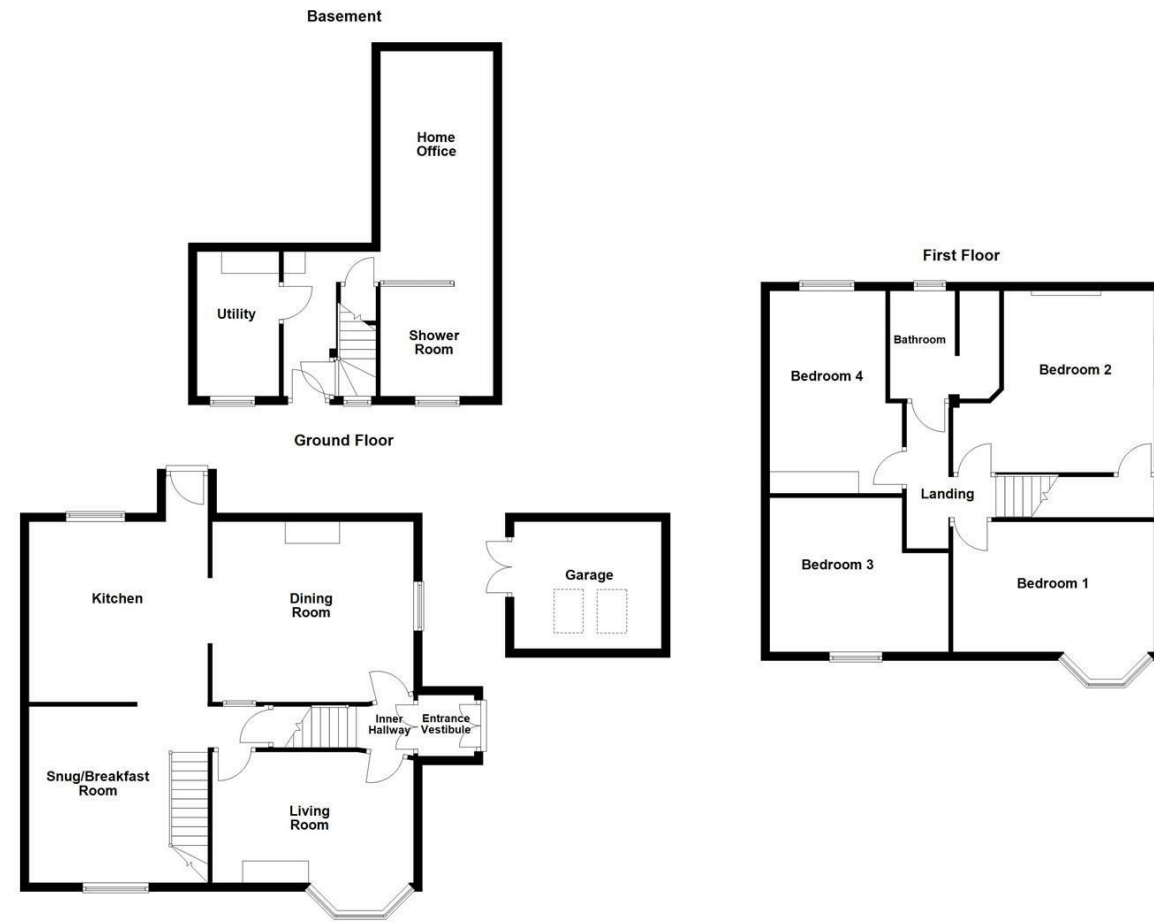 Basement
Home
Office
Utility
Shower
Room
Ground Floor
Kitchen
Dining
Room
Inner
Hallway
Entrance
Vestibule
Snug/Breakfast
Room
Living
Room
Garage
First Floor
Bathroom
Bedroom 4
Bedroom 2
Landing
Bedroom 3
Bedroom 1